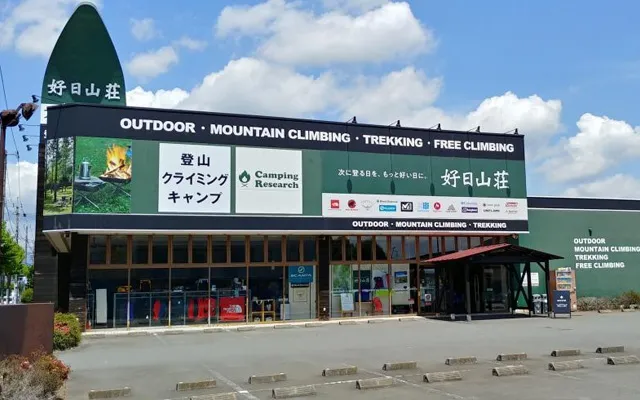 好日山荘
OUTDOOR・MOUNTAIN CLIMBING・TREKKING・FREE CLIMBING
登山
クライミング
キャンプ
Camping
Research
次に登る日を、もっと好い日に。
好日山荘
OUTDOOR・MOUNTAIN CLIMBING・TREKKING
OUTDOOR
MOUNTAIN CLIMBING
TREKKING
FREE CLIMBING